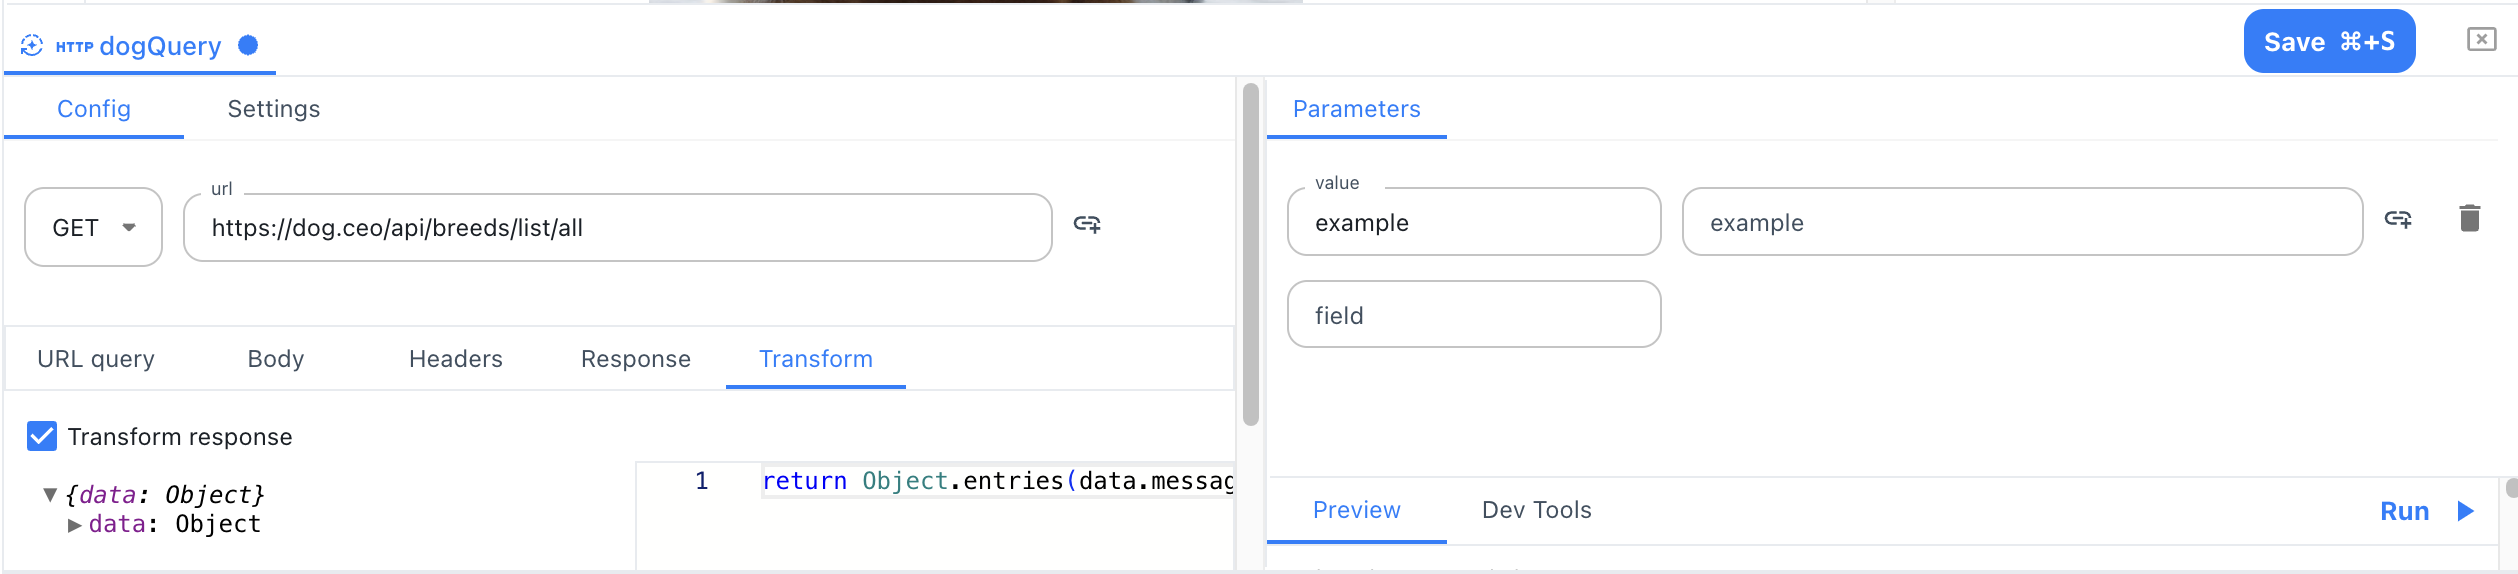 HTTP dogQuery
Save ⌘+S
Config Settings
Parameters
GET
url
https://dog.ceo/api/breeds/list/all
value
example
example
field
URL query Body Headers Response Transform
Transform response
▼ {data: Object}
▶ data: Object
1 return Object.entries(data.messag
Preview Dev Tools
Run